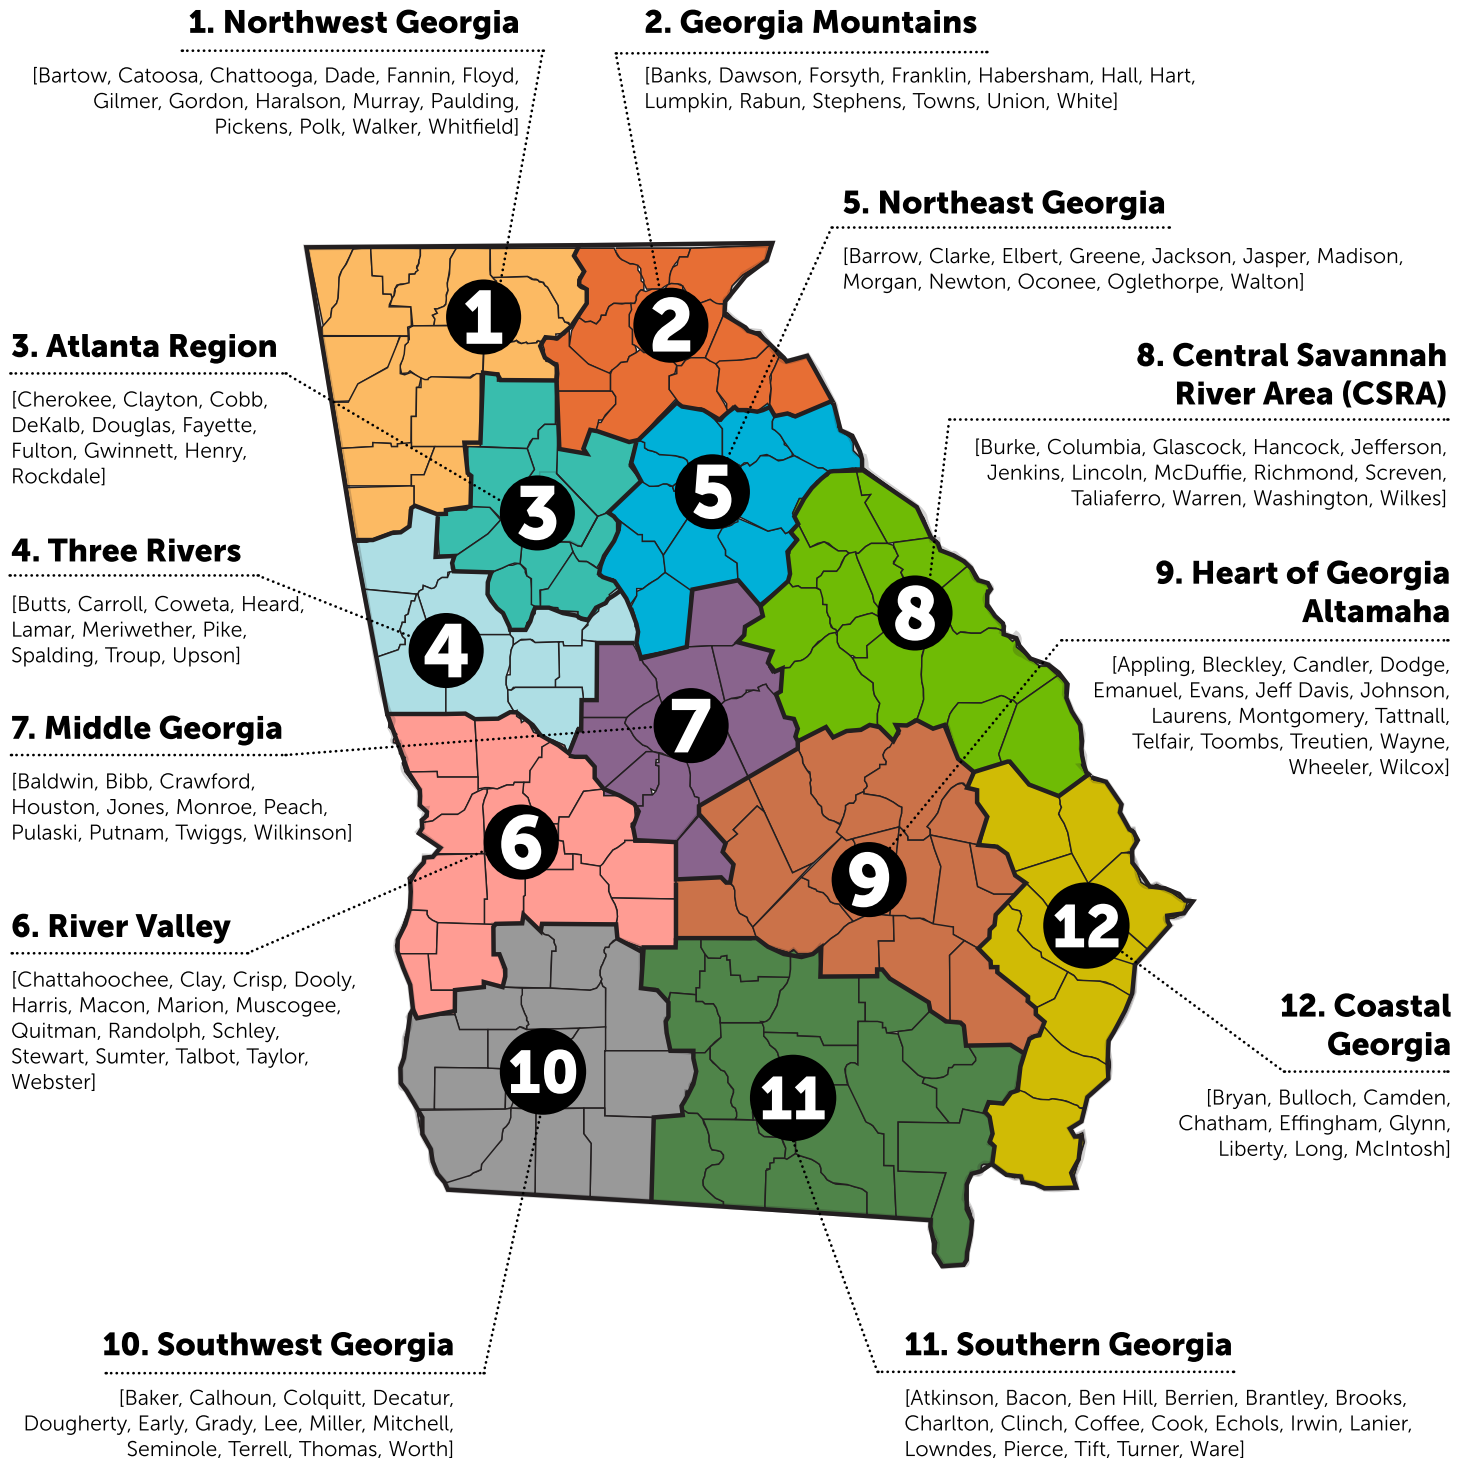 1. Northwest Georgia
[Bartow, Catoosa, Chattooga, Dade, Fannin, Floyd,
Gilmer, Gordon, Haralson, Murray, Paulding,
Pickens, Polk, Walker, Whitfield]
2. Georgia Mountains
[Banks, Dawson, Forsyth, Franklin, Habersham, Hall, Hart,
Lumpkin, Rabun, Stephens, Towns, Union, White]
5. Northeast Georgia
[Barrow, Clarke, Elbert, Greene, Jackson, Jasper, Madison,
Morgan, Newton, Oconee, Oglethorpe, Walton]
3. Atlanta Region
[Cherokee, Clayton, Cobb,
DeKalb, Douglas, Fayette,
Fulton, Gwinnett, Henry,
Rockdale]
8. Central Savannah
River Area (CSRA)
[Burke, Columbia, Glascock, Hancock, Jefferson,
Jenkins, Lincoln, McDuffie, Richmond, Screven,
Taliaferro, Warren, Washington, Wilkes]
4. Three Rivers
[Butts, Carroll, Coweta, Heard,
Lamar, Meriwether, Pike,
Spalding, Troup, Upson]
9. Heart of Georgia
Altamaha
[Appling, Bleckley, Candler, Dodge,
Emanuel, Evans, Jeff Davis, Johnson,
Laurens, Montgomery, Tattnall,
Telfair, Toombs, Treutien, Wayne,
Wheeler, Wilcox]
7. Middle Georgia
[Baldwin, Bibb, Crawford,
Houston, Jones, Monroe, Peach,
Pulaski, Putnam, Twiggs, Wilkinson]
6. River Valley
[Chattahoochee, Clay, Crisp, Dooly,
Harris, Macon, Marion, Muscogee,
Quitman, Randolph, Schley,
Stewart, Sumter, Talbot, Taylor,
Webster]
12. Coastal
Georgia
[Bryan, Bulloch, Camden,
Chatham, Effingham, Glynn,
Liberty, Long, McIntosh]
10. Southwest Georgia
[Baker, Calhoun, Colquitt, Decatur,
Dougherty, Early, Grady, Lee, Miller, Mitchell,
Seminole, Terrell, Thomas, Worth]
11. Southern Georgia
[Atkinson, Bacon, Ben Hill, Berrien, Brantley, Brooks,
Charlton, Clinch, Coffee, Cook, Echols, Irwin, Lanier,
Lowndes, Pierce, Tift, Turner, Ware]
1
2
3
5
4
8
7
6
9
12
10
11